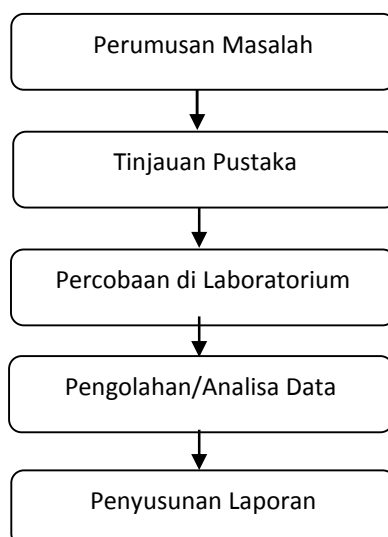 Perumusan Masalah
Tinjauan Pustaka
Percobaan di Laboratorium
Pengolahan/Analisa Data
Penyusunan Laporan